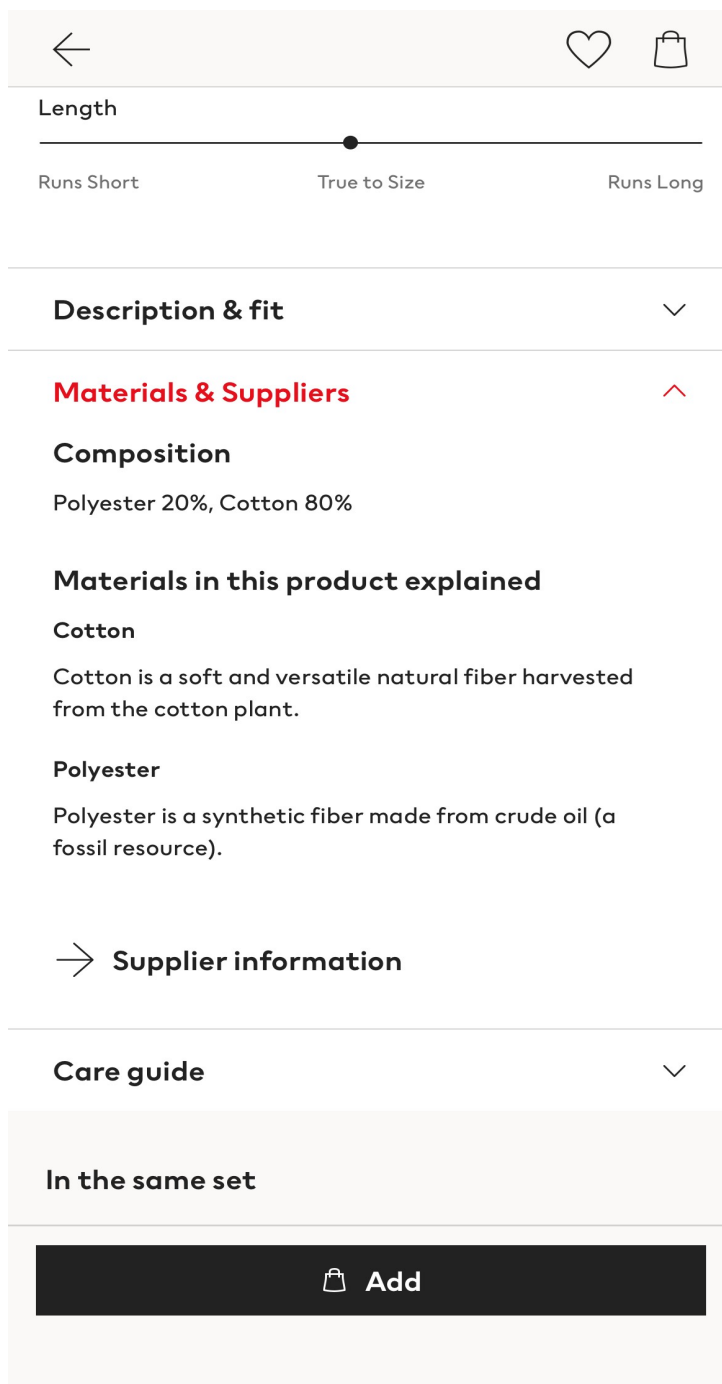 Length
Runs Short True to Size Runs Long
Description & fit
Materials & Suppliers
Composition
Polyester 20%, Cotton 80%
Materials in this product explained
Cotton
Cotton is a soft and versatile natural fiber harvested
from the cotton plant.
Polyester
Polyester is a synthetic fiber made from crude oil (a
fossil resource).
Supplier information
Care guide
In the same set
Add